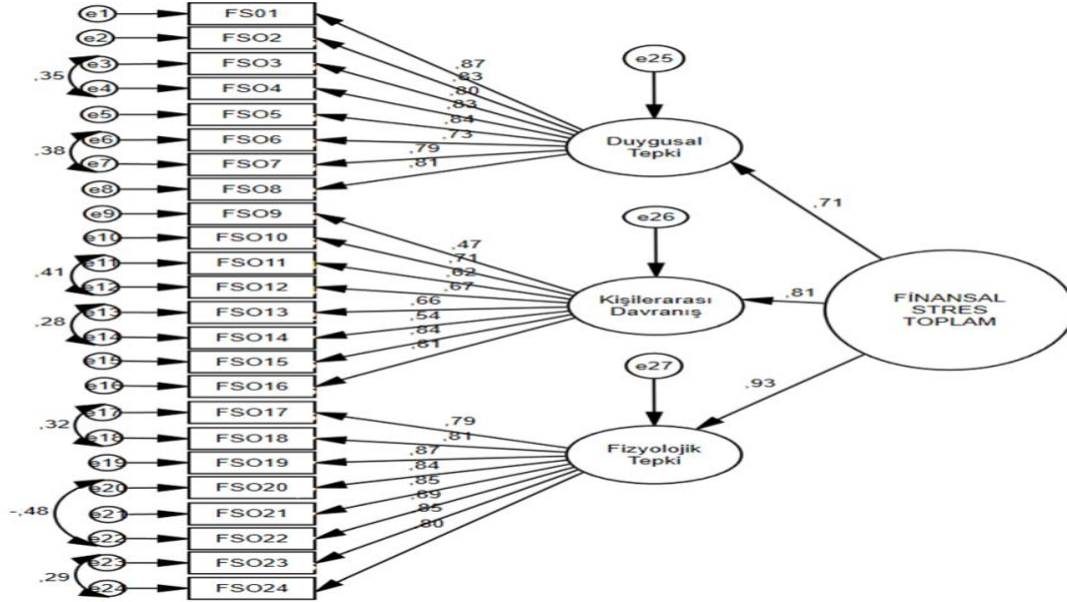 e1 FS01
e2 FSO2
e3 FSO3
,35
e4 FSO4
e5 FSO5
e6 FSO6
,38
e7 FSO7
e8 FSO8
e9 FSO9
e10 FSO10
e11 FSO11
,41
e12 FSO12
e13 FSO13
,28
e14 FSO14
e15 FSO15
e16 FSO16
e17 FSO17
,32
e18 FSO18
e19 FSO19
e20 FSO20
-,48
e21 FSO21
e22 FSO22
e23 FSO23
,29
e24 FSO24
,87
,83
,80
,83
,84
,73
,79
,81
,47
,71
,62
,67
,66
,54
,84
,79
,81
,87
,84
,85
,85
,80
e25
Duygusal
Tepki
e26
Kişilerarası
Davranış
e27
Fizyolojik
Tepki
,71
,81
,93
FİNANSAL
STRES
TOPLAM